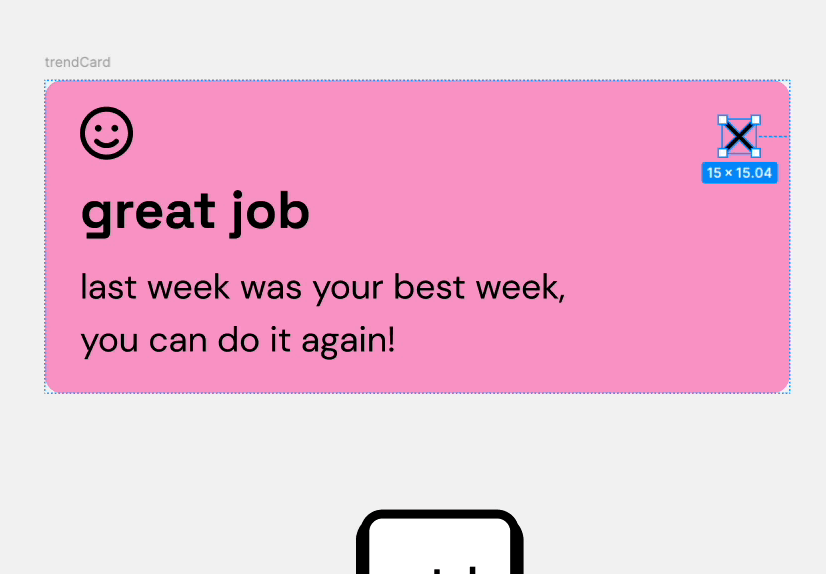 trendCard
15 × 15.04
great job
last week was your best week,
you can do it again!